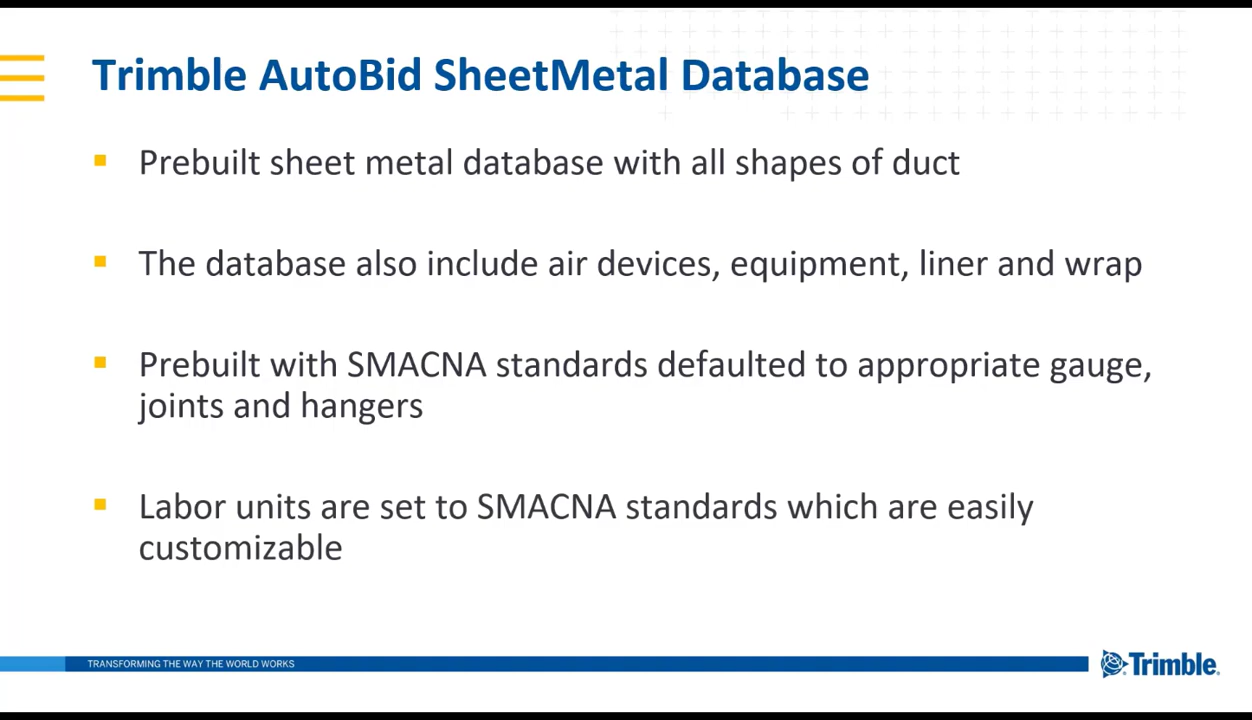 Trimble AutoBid SheetMetal Database
Prebuilt sheet metal database with all shapes of duct
The database also include air devices, equipment, liner and wrap
Prebuilt with SMACNA standards defaulted to appropriate gauge,
joints and hangers
Labor units are set to SMACNA standards which are easily
customizable
TRANSFORMING THE WAY THE WORLD WORKS
Trimble